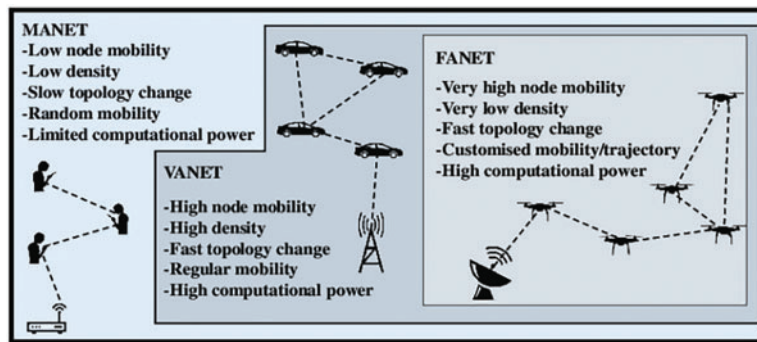 MANET
-Low node mobility
-Low density
-Slow topology change
-Random mobility
-Limited computational power
VANET
-High node mobility
-High density
-Fast topology change
-Regular mobility
-High computational power
FANET
-Very high node mobility
-Very low density
-Fast topology change
-Customised mobility/trajectory
-High computational power